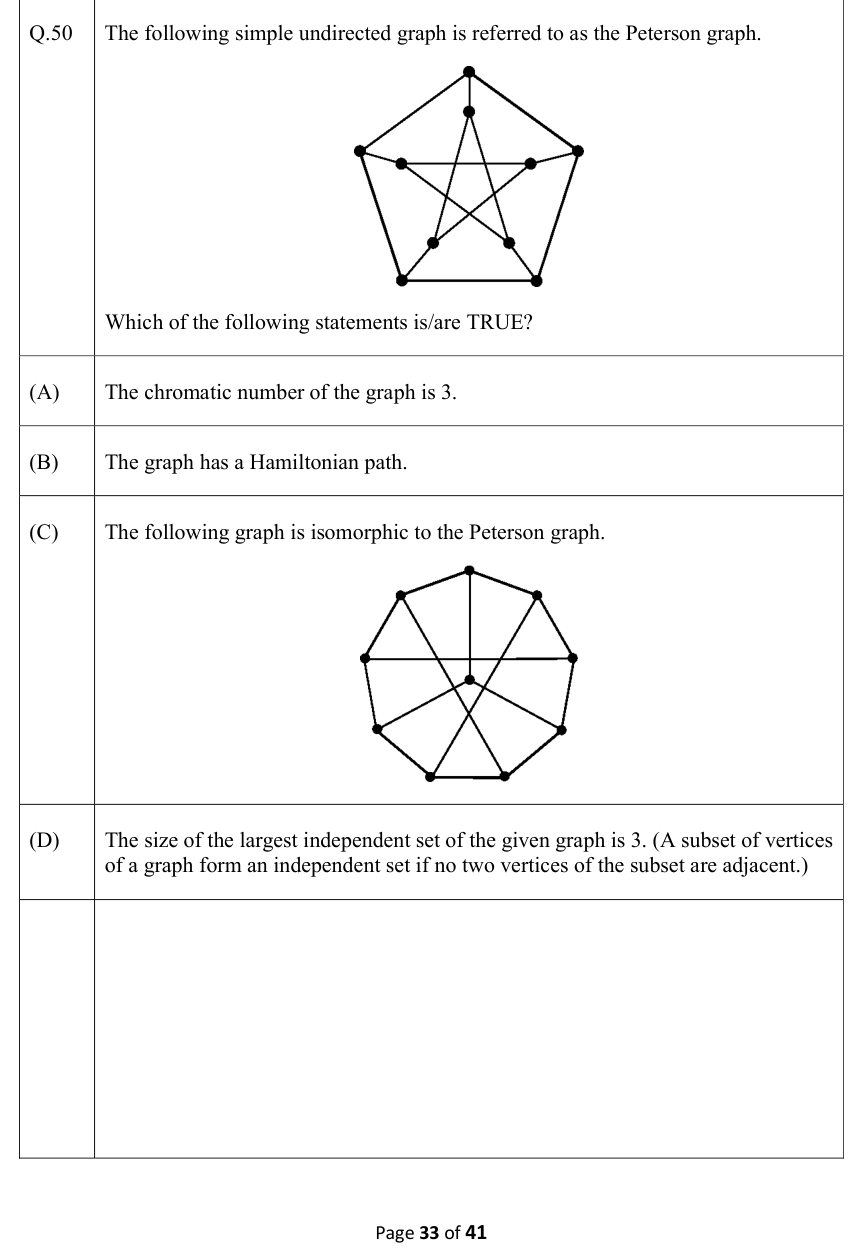 Q.50 The following simple undirected graph is referred to as the Peterson graph.
Which of the following statements is/are TRUE?
(A) The chromatic number of the graph is 3.
(B) The graph has a Hamiltonian path.
(C) The following graph is isomorphic to the Peterson graph.
(D) The size of the largest independent set of the given graph is 3. (A subset of vertices
of a graph form an independent set if no two vertices of the subset are adjacent.)
Page 33 of 41